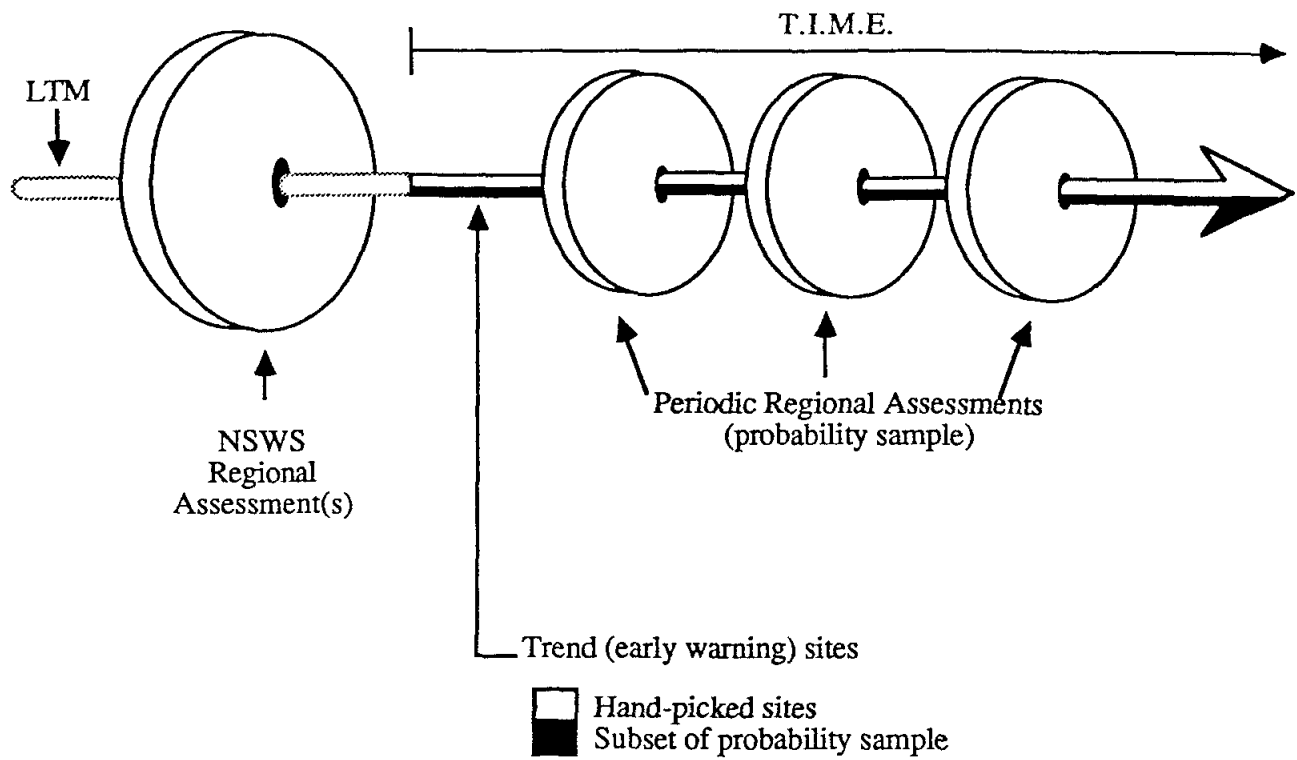 T.I.M.E.
LTM
Periodic Regional Assessments
(probability sample)
NSWS
Regional
Assessment(s)
Trend (early warning) sites
Hand-picked sites
Subset of probability sample